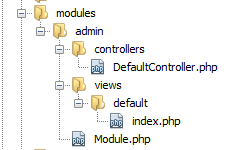 modules
admin
controllers
DefaultController.php
views
default
index.php
Module.php